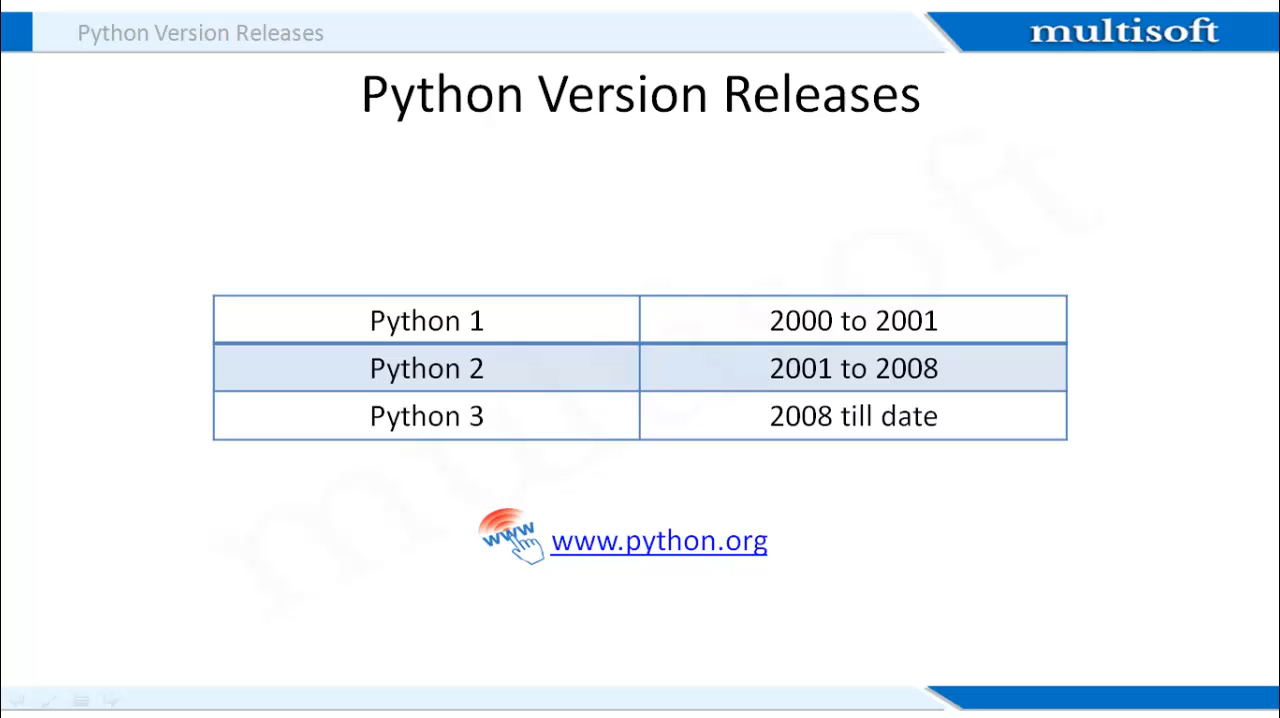 Python Version Releases
multisoft
Python Version Releases
Python 1 2000 to 2001
Python 2 2001 to 2008
Python 3 2008 till date
www
www.python.org
multisoft